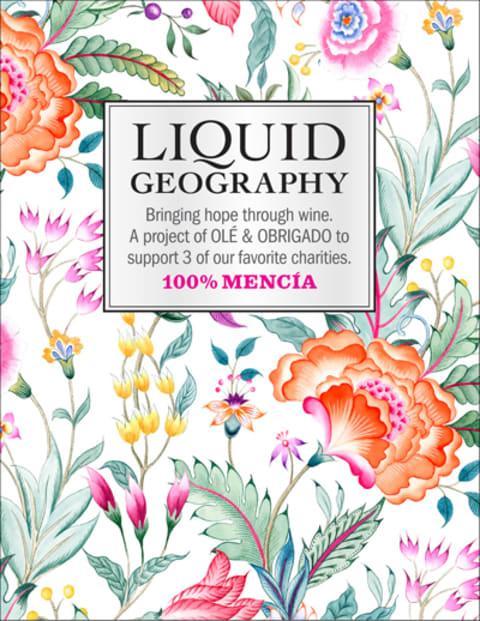 LIQUID
GEOGRAPHY
Bringing hope through wine.
A project of OLÉ & OBRIGADO to
support 3 of our favorite charities.
100% MENCÍA